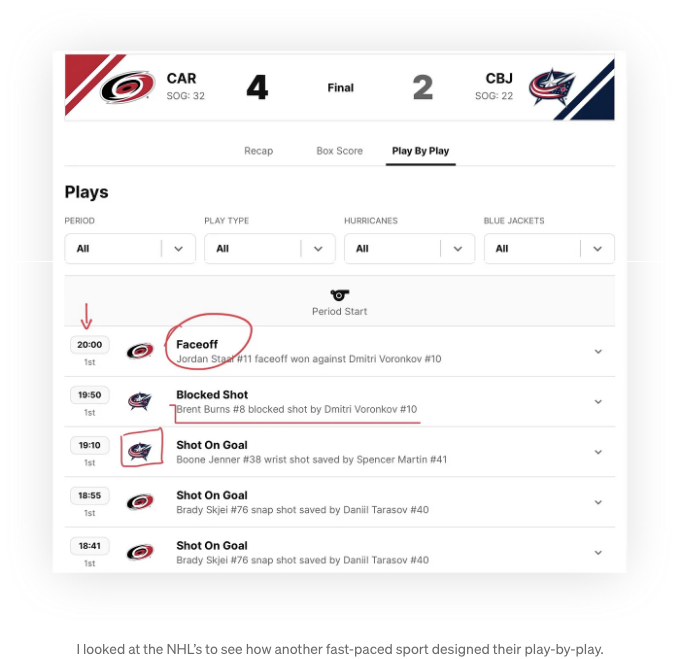 CAR
SOG: 32
4
Final
2
CBJ
SOG: 22
Recap
Box Score
Play By Play
Plays
PERIOD
PLAY TYPE
HURRICANES
BLUE JACKETS
All
All
All
All
Period Start
20:00
1st
Faceoff
Jordan Staal #11 faceoff won against Dmitri Voronkov #10
19:50
1st
Blocked Shot
Brent Burns #8 blocked shot by Dmitri Voronkov #10
19:10
1st
Shot On Goal
Boone Jenner #38 wrist shot saved by Spencer Martin #41
18:55
1st
Shot On Goal
Brady Skjei #76 snap shot saved by Daniil Tarasov #40
18:41
1st
Shot On Goal
Brady Skjei #76 snap shot saved by Daniil Tarasov #40
I looked at the NHL’s to see how another fast-paced sport designed their play-by-play.